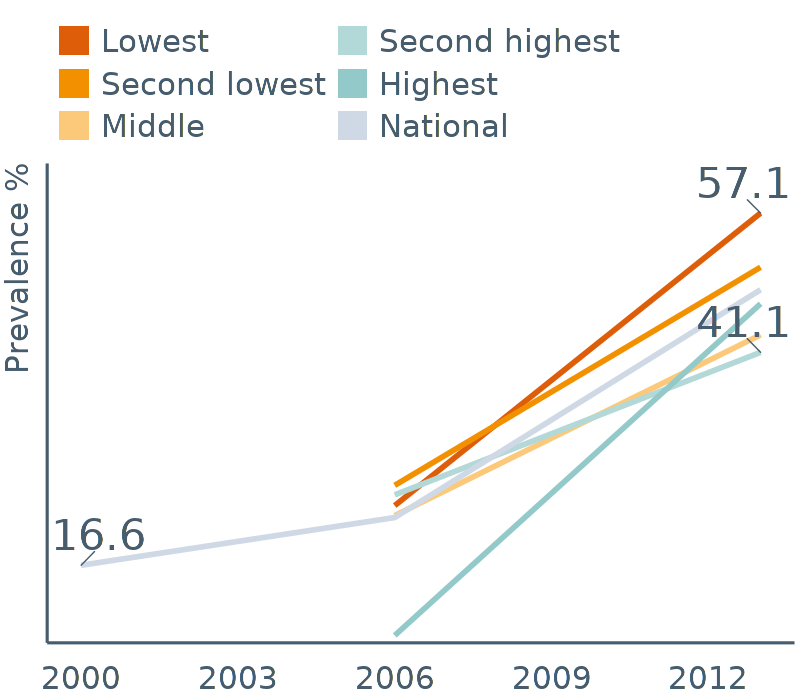 Lowest
Second lowest
Middle
Second highest
Highest
National
Prevalence %
57.1
41.1
16.6
2000 2003 2006 2009 2012